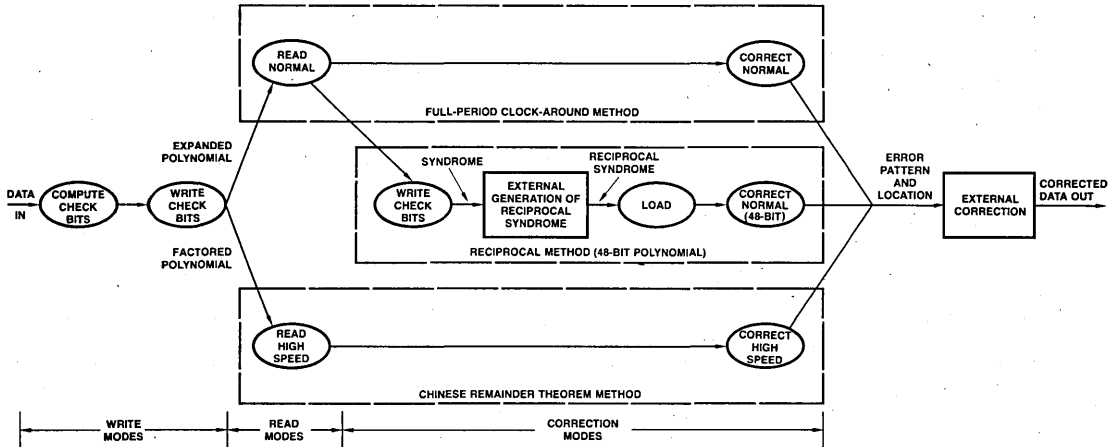 READ
NORMAL
CORRECT
NORMAL
FULL-PERIOD CLOCK-AROUND METHOD
EXPANDED
POLYNOMIAL
DATA
IN
COMPUTE
CHECK
BITS
WRITE
CHECK
BITS
FACTORED
POLYNOMIAL
SYNDROME
RECIPROCAL
SYNDROME
WRITE
CHECK
BITS
EXTERNAL
GENERATION OF
RECIPROCAL
SYNDROME
LOAD
CORRECT
NORMAL
(48-BIT)
RECIPROCAL METHOD (48-BIT POLYNOMIAL)
ERROR
PATTERN
AND
LOCATION
EXTERNAL
CORRECTION
CORRECTED
DATA OUT
READ
HIGH
SPEED
CORRECT
HIGH
SPEED
CHINESE REMAINDER THEOREM METHOD
WRITE
MODES
READ
MODES
CORRECTION
MODES